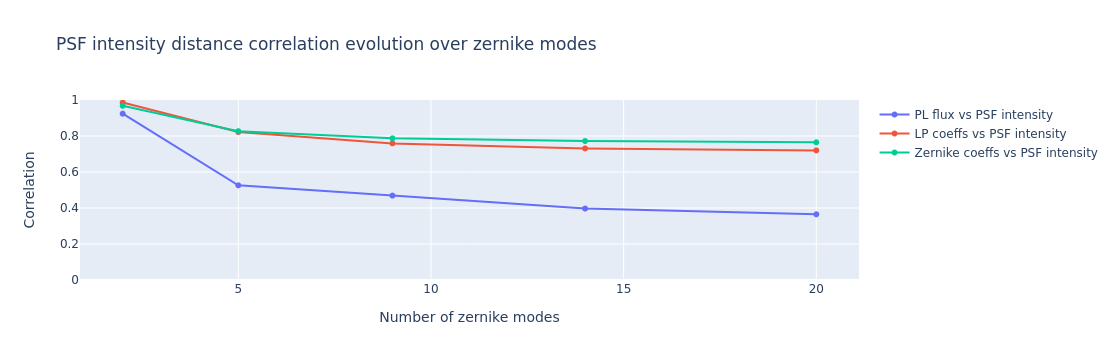 PSF intensity distance correlation evolution over zernike modes
1
0.8
0.6
0.4
0.2
0
Correlation
5
10
15
20
Number of zernike modes
PL flux vs PSF intensity
LP coeffs vs PSF intensity
Zernike coeffs vs PSF intensity